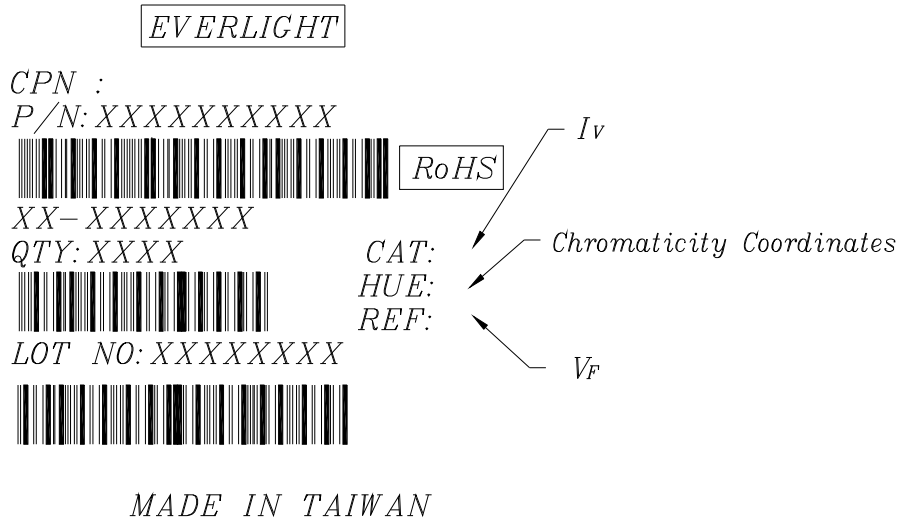 EVERLIGHT
CPN :
P/N: XXXXXXXXXX
RoHS
XX-XXXXXXX
QTY: XXXX
CAT:
HUE:
REF:
LOT NO: XXXXXXXX
MADE IN TAIWAN
Iv
Chromaticity Coordinates
VF